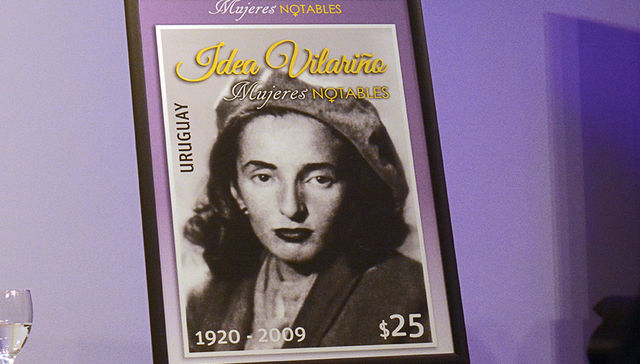 Mujeres NOTABLES
Idea Vilariño
Mujeres NOTABLES
URUGUAY
1920 - 2009
$25